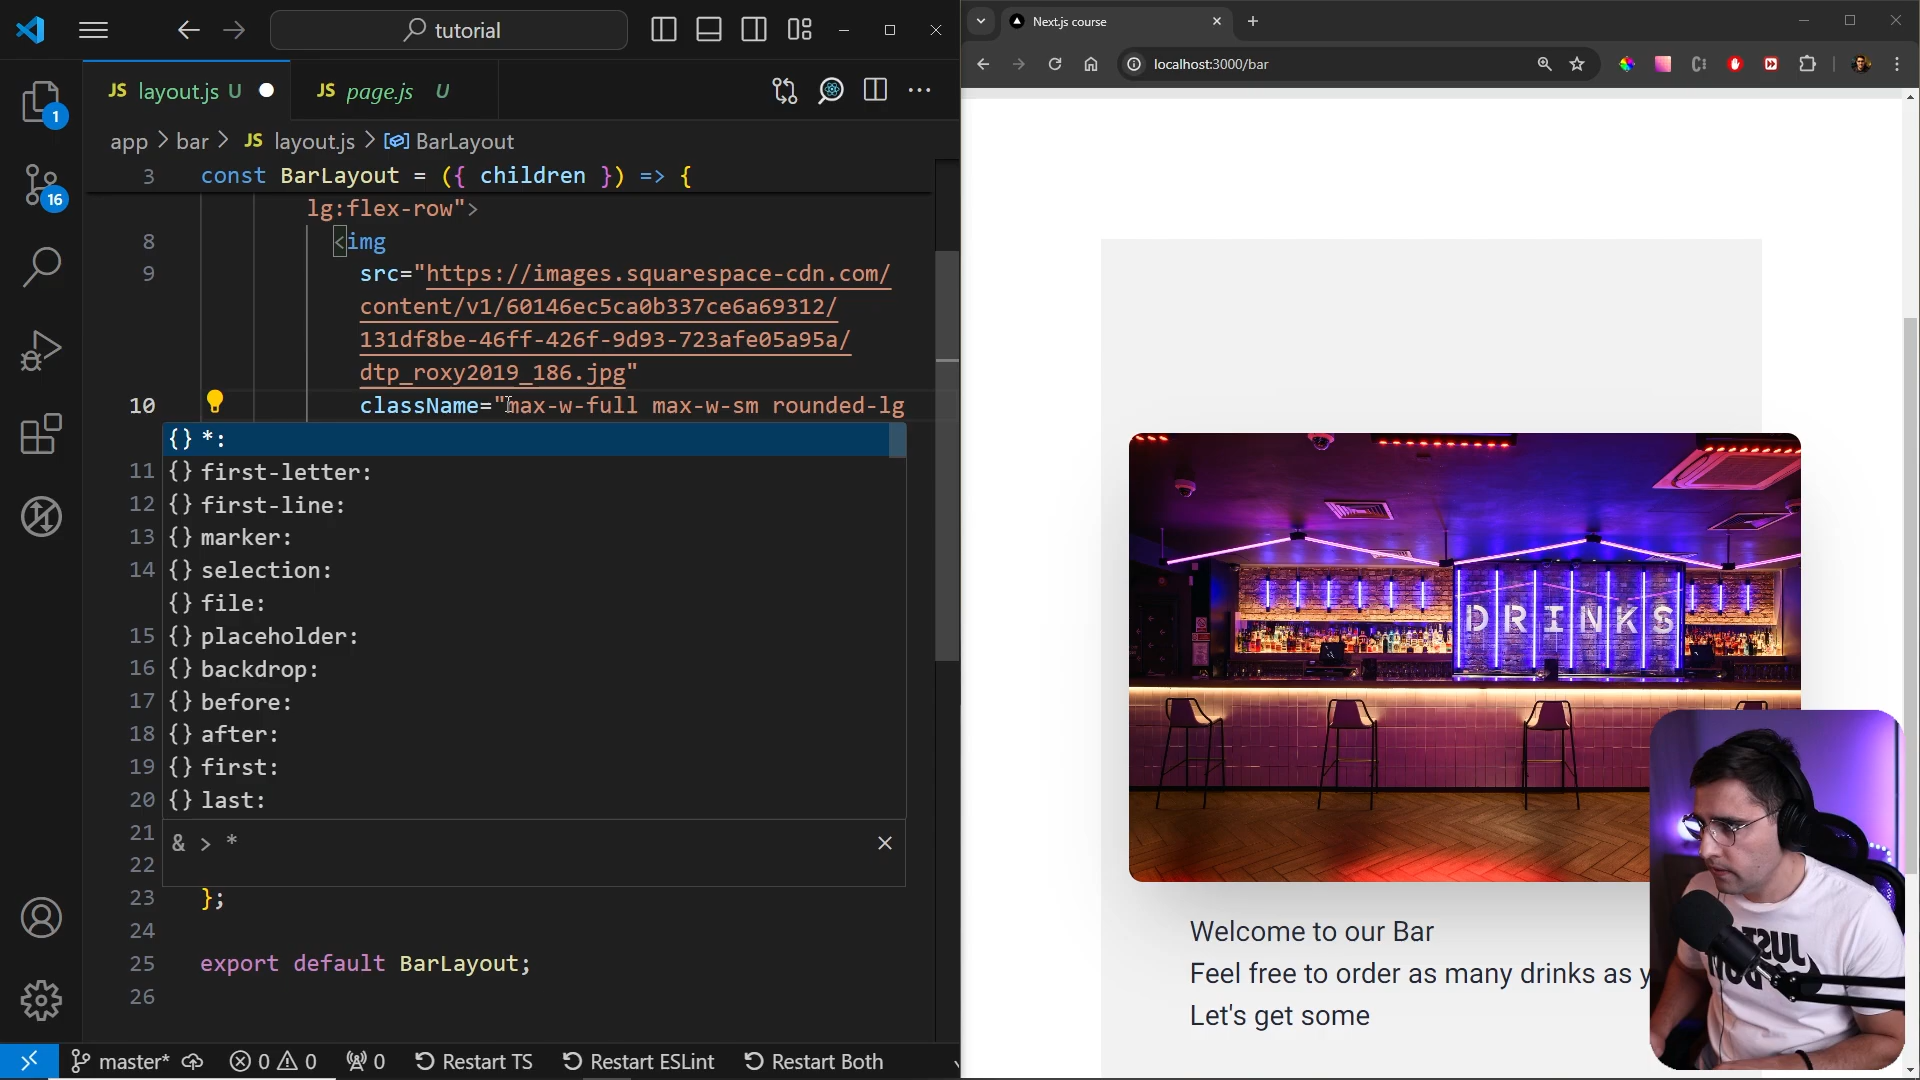 tutorial
JS layout.js U
JS page.js U
app > bar > JS layout.js > BarLayout
3 const BarLayout = ({ children }) => {
lg:flex-row">
8 <img
9 src="https://images.squarespace-cdn.com/
content/v1/60146ec5ca0b337ce6a69312/
131df8be-46ff-426f-9d93-723afe05a95a/
dtp_roxy2019_186.jpg"
10 className="max-w-full max-w-sm rounded-lg
{} *:
11 {} first-letter:
12 {} first-line:
13 {} marker:
14 {} selection:
{} file:
15 {} placeholder:
16 {} backdrop:
17 {} before:
18 {} after:
19 {} first:
20 {} last:
21 & > *
22
23 };
24
25 export default BarLayout;
26
1
16
master* 0 0 0 Restart TS Restart ESLint Restart Both
Next.js course
localhost:3000/bar
DRINKS
Welcome to our Bar
Feel free to order as many drinks as y
Let's get some